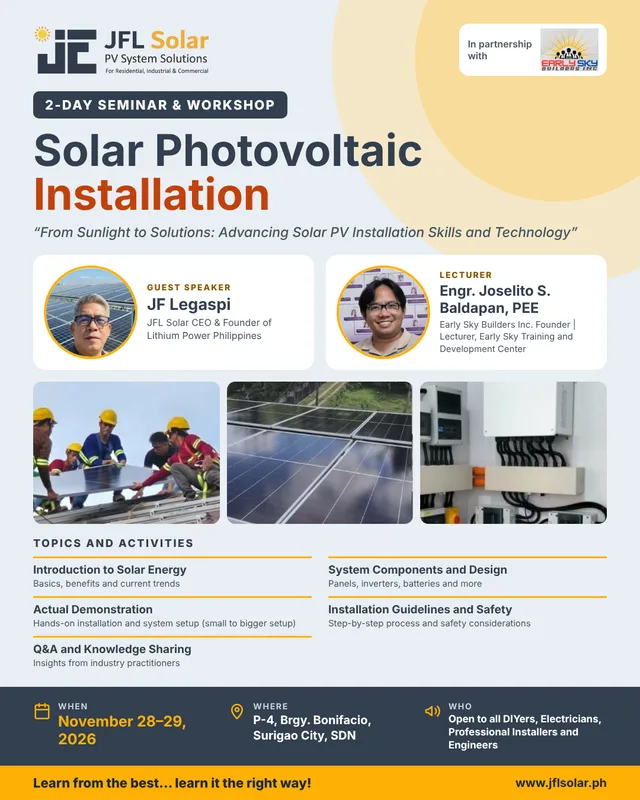 JFL Solar
PV System Solutions
For Residential, Industrial & Commercial
In partnership
with
EARLY SKY
BUILDERS INC
2-DAY SEMINAR & WORKSHOP
Solar Photovoltaic
Installation
“From Sunlight to Solutions: Advancing Solar PV Installation Skills and Technology”
GUEST SPEAKER
JF Legaspi
JFL Solar CEO & Founder of
Lithium Power Philippines
LECTURER
Engr. Joselito S.
Baldapan, PEE
Early Sky Builders Inc. Founder |
Lecturer, Early Sky Training and
Development Center
TOPICS AND ACTIVITIES
Introduction to Solar Energy
Basics, benefits and current trends
System Components and Design
Panels, inverters, batteries and more
Actual Demonstration
Hands-on installation and system setup (small to bigger setup)
Installation Guidelines and Safety
Step-by-step process and safety considerations
Q&A and Knowledge Sharing
Insights from industry practitioners
WHEN
November 28–29,
2026
WHERE
P-4, Brgy. Bonifacio,
Surigao City, SDN
WHO
Open to all DIYers, Electricians,
Professional Installers and
Engineers
Learn from the best... learn it the right way!
www.jflsolar.ph